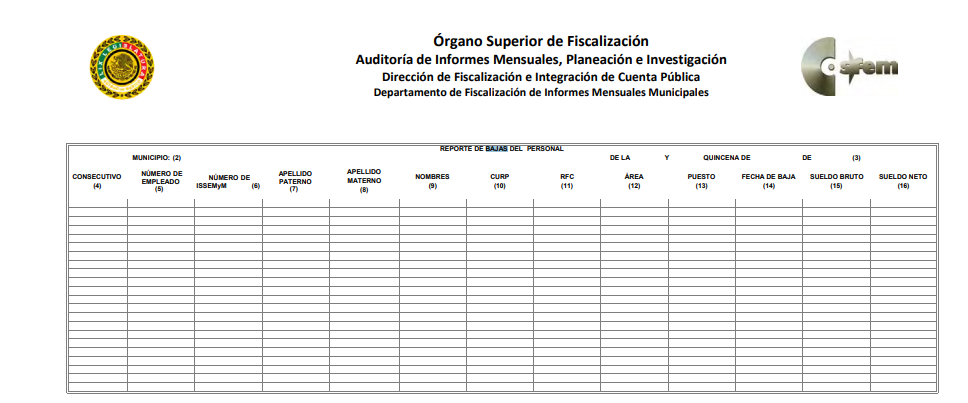 Órgano Superior de Fiscalización
Auditoría de Informes Mensuales, Planeación e Investigación
Dirección de Fiscalización e Integración de Cuenta Pública
Departamento de Fiscalización de Informes Mensuales Municipales
LIX LEGISLATURA
osfem
REPORTE DE BAJAS DEL PERSONAL
MUNICIPIO: (2) DE LA Y QUINCENA DE DE (3)
CONSECUTIVO (4)
NÚMERO DE EMPLEADO (5)
NÚMERO DE ISSEMyM (6)
APELLIDO PATERNO (7)
APELLIDO MATERNO (8)
NOMBRES (9)
CURP (10)
RFC (11)
ÁREA (12)
PUESTO (13)
FECHA DE BAJA (14)
SUELDO BRUTO (15)
SUELDO NETO (16)